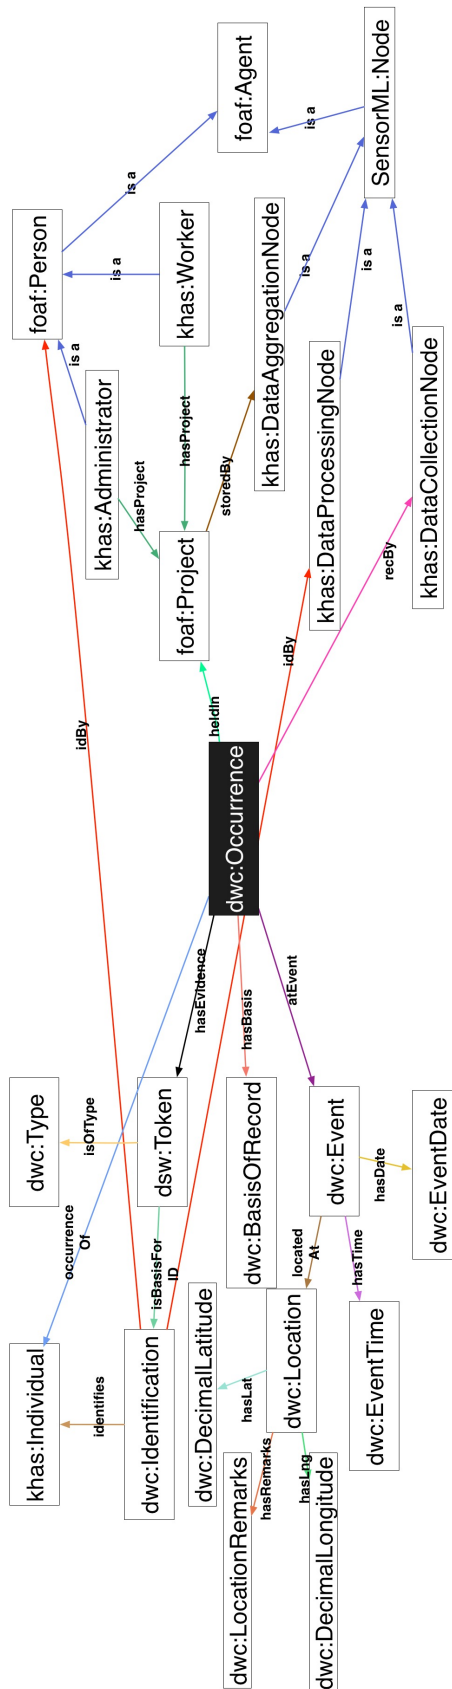 foaf:Agent
SensorML:Node
is a
is a
foaf:Person
khas:Worker
khas:DataAggregationNode
is a
is a
is a
is a
is a
khas:Administrator
khas:DataProcessingNode
khas:DataCollectionNode
hasProject
hasProject
storedBy
foaf:Project
recBy
idBy
idBy
heldIn
dwc:Occurrence
hasEvidence
hasBasis
atEvent
dwc:Type
isOfType
dsw:Token
dwc:BasisOfRecord
dwc:Event
hasDate
dwc:EventDate
occurrence
Of
isBasisFor
ID
located
At
hasTime
khas:Individual
identifies
dwc:Identification
dwc:DecimalLatitude
hasLat
dwc:Location
dwc:EventTime
hasRemarks
hasLng
dwc:LocationRemarks
dwc:DecimalLongitude